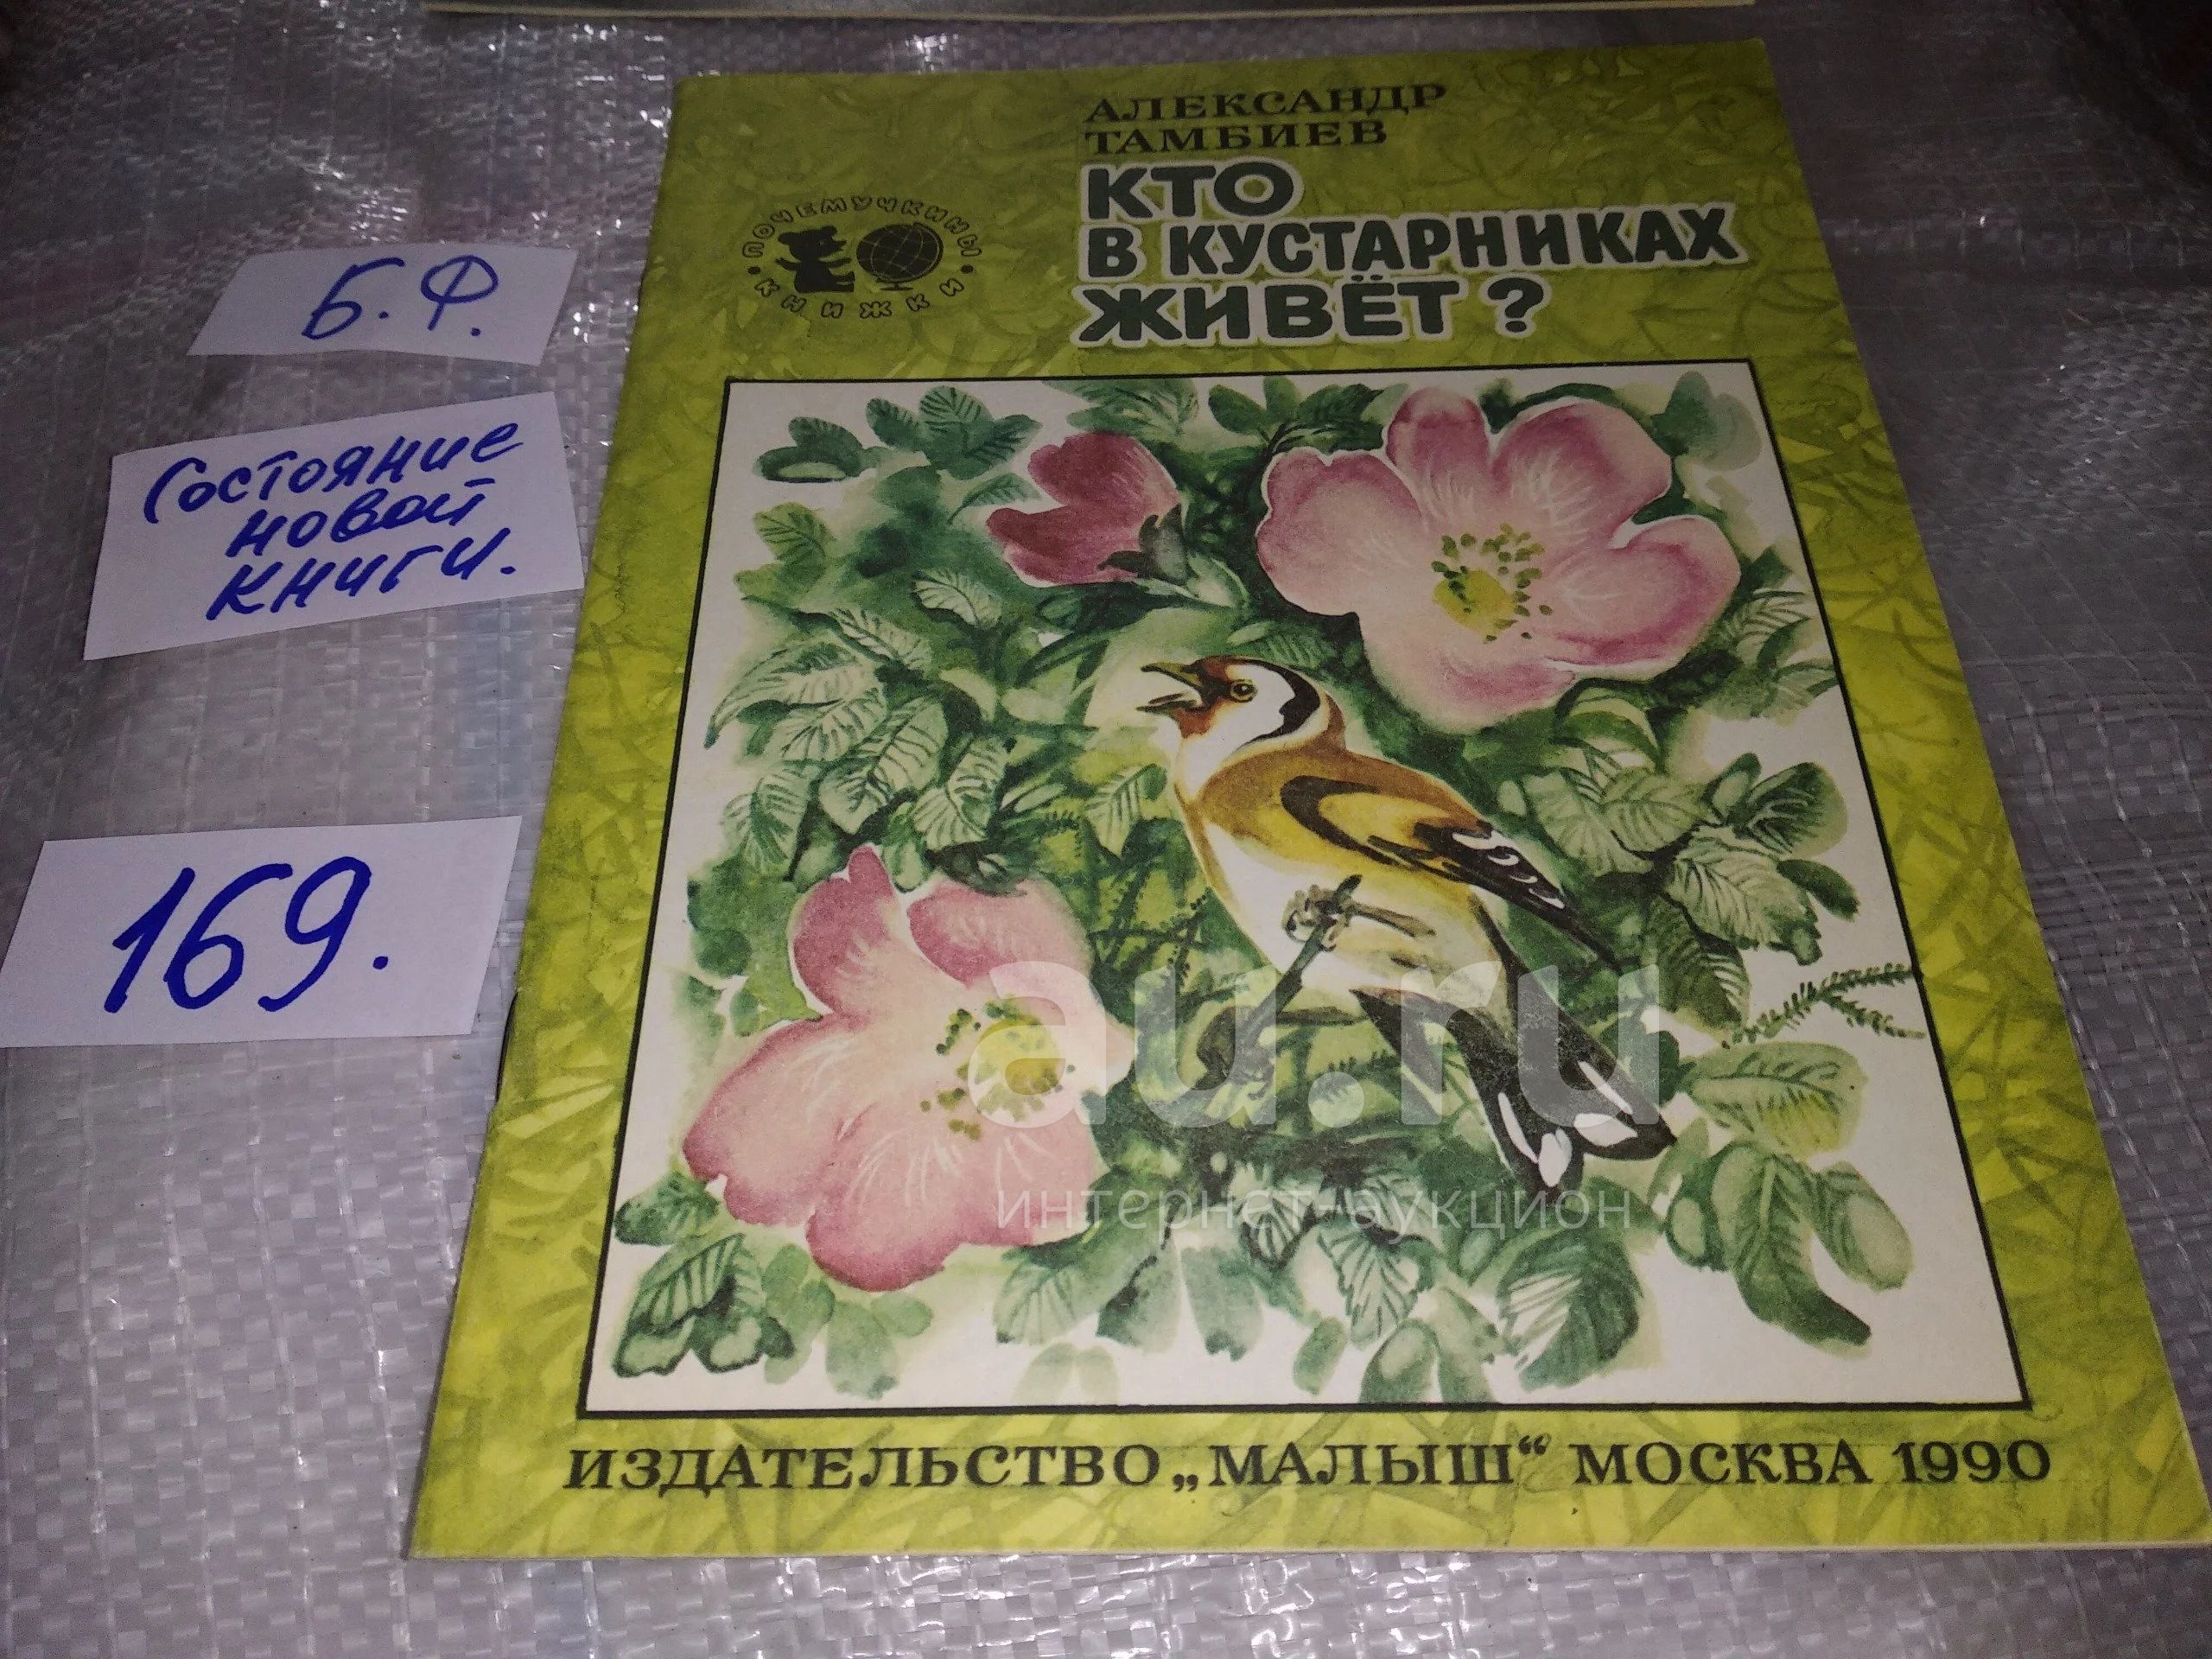 АЛЕКСАНДР
ТАМБИЕВ
КТО
В КУСТАРНИКАХ
ЖИВЁТ?
ПОЧЕМУЧКИНЫ
КНИЖКИ
Б.Ф.
Состояние
новой
книги.
169.
au.ru
интернет-аукцион
ИЗДАТЕЛЬСТВО „МАЛЫШ“ МОСКВА 1990